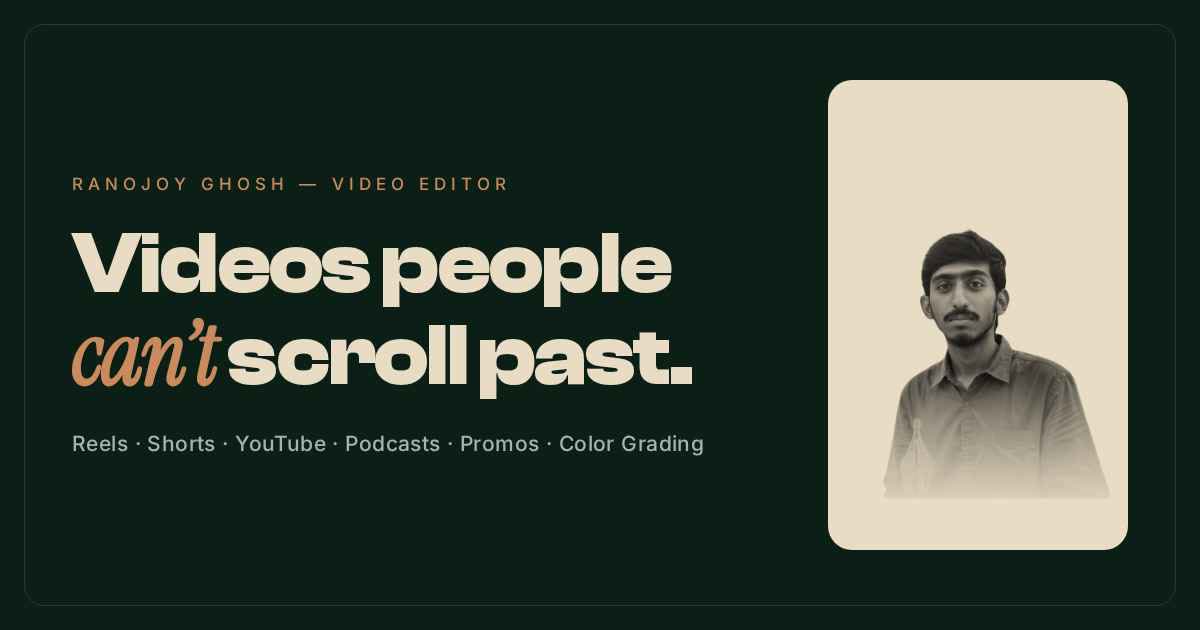 RANOJOY GHOSH — VIDEO EDITOR
Videos people
can't scroll past.
Reels · Shorts · YouTube · Podcasts · Promos · Color Grading